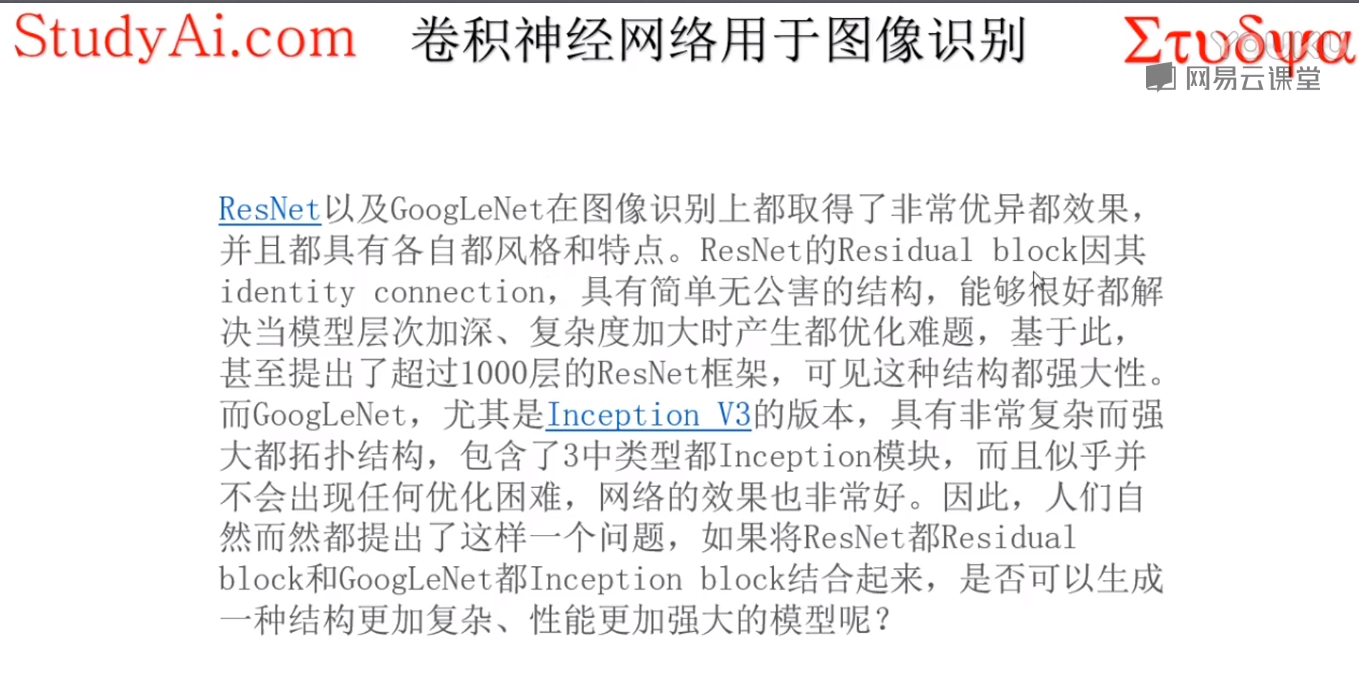 StudyAi.com 卷积神经网络用于图像识别 Στυδψα
YOUKU
网易云课堂
ResNet以及GoogLeNet在图像识别上都取得了非常优异都效果，
并且都具有各自都风格和特点。ResNet的Residual block因其
identity connection，具有简单无公害的结构，能够很好都解
决当模型层次加深、复杂度加大时产生都优化难题，基于此，
甚至提出了超过1000层的ResNet框架，可见这种结构都强大性。
而GoogLeNet，尤其是Inception V3的版本，具有非常复杂而强
大都拓扑结构，包含了3中类型都Inception模块，而且似乎并
不会出现任何优化困难，网络的效果也非常好。因此，人们自
然而然都提出了这样一个问题，如果将ResNet都Residual
block和GoogLeNet都Inception block结合起来，是否可以生成
一种结构更加复杂、性能更加强大的模型呢？